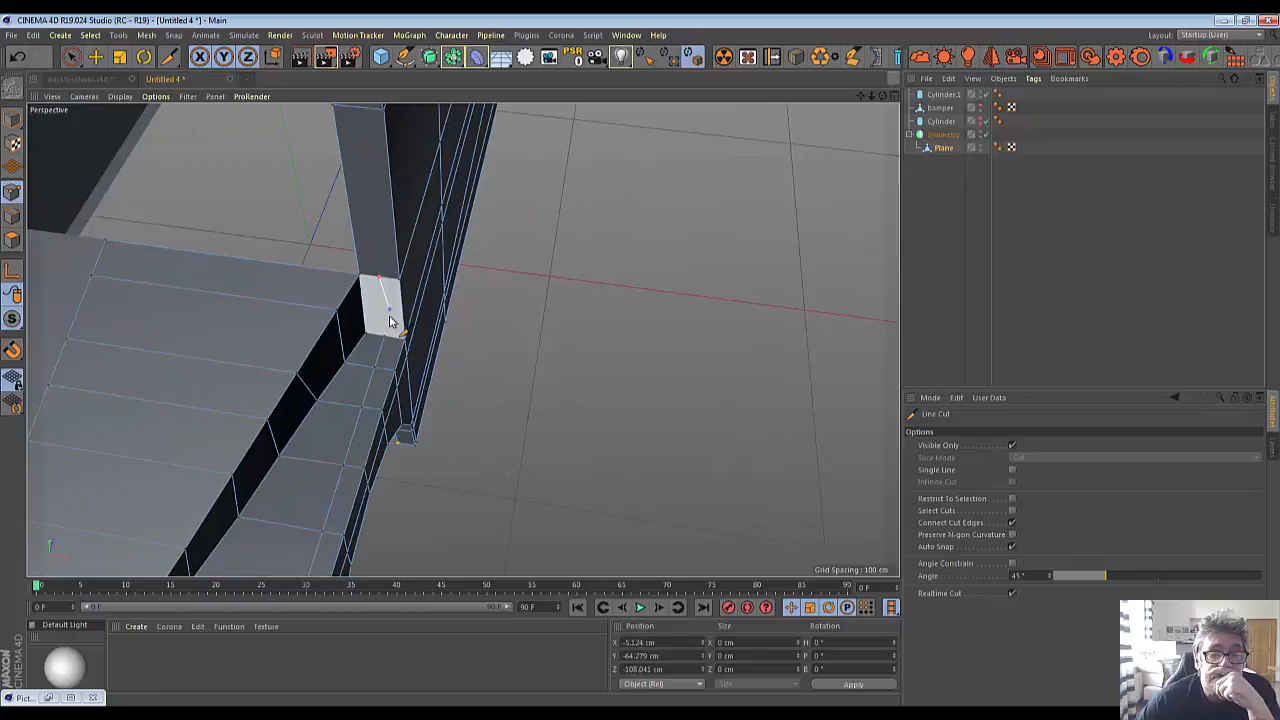 CINEMA 4D R19.024 Studio (RC - R19) - [Untitled 4 *] - Main
File Edit Create Select Tools Mesh Snap Animate Simulate Render Sculpt Motion Tracker MoGraph Character Pipeline Plugins Cinema Script Window Help
Layout: Startup (User)
PSR
X Y Z
Untitled 4 *
File Edit View Objects Tags Bookmarks
View Cameras Display Options Filter Panel ProRender
Perspective
Cylinder.1
bamper
Cylinder
Symmetry
Plane
Mode Edit User Data
Line Cut
Options
Visible Only
Slice Mode Cut
Single Line
Infinite Cut
Restrict To Selection
Select Cuts
Connect Cut Edges
Preserve N-gon Curvature
Auto Snap
Angle Constrain
Angle 45 °
Realtime Cut
Grid Spacing : 100 cm
0 5 10 15 20 25 30 35 40 45 50 55 60 65 70 75 80 85 90 0 F
0 F 0 F 90 F 90 F
Default Light
Create Corona Edit Function Texture
Position Size Rotation
X -5.124 cm X 0 cm H 0 °
Y -64.279 cm Y 0 cm P 0 °
Z -108.041 cm Z 0 cm B 0 °
Object (Rel) Size Apply
MAXON CINEMA4D
Pict...